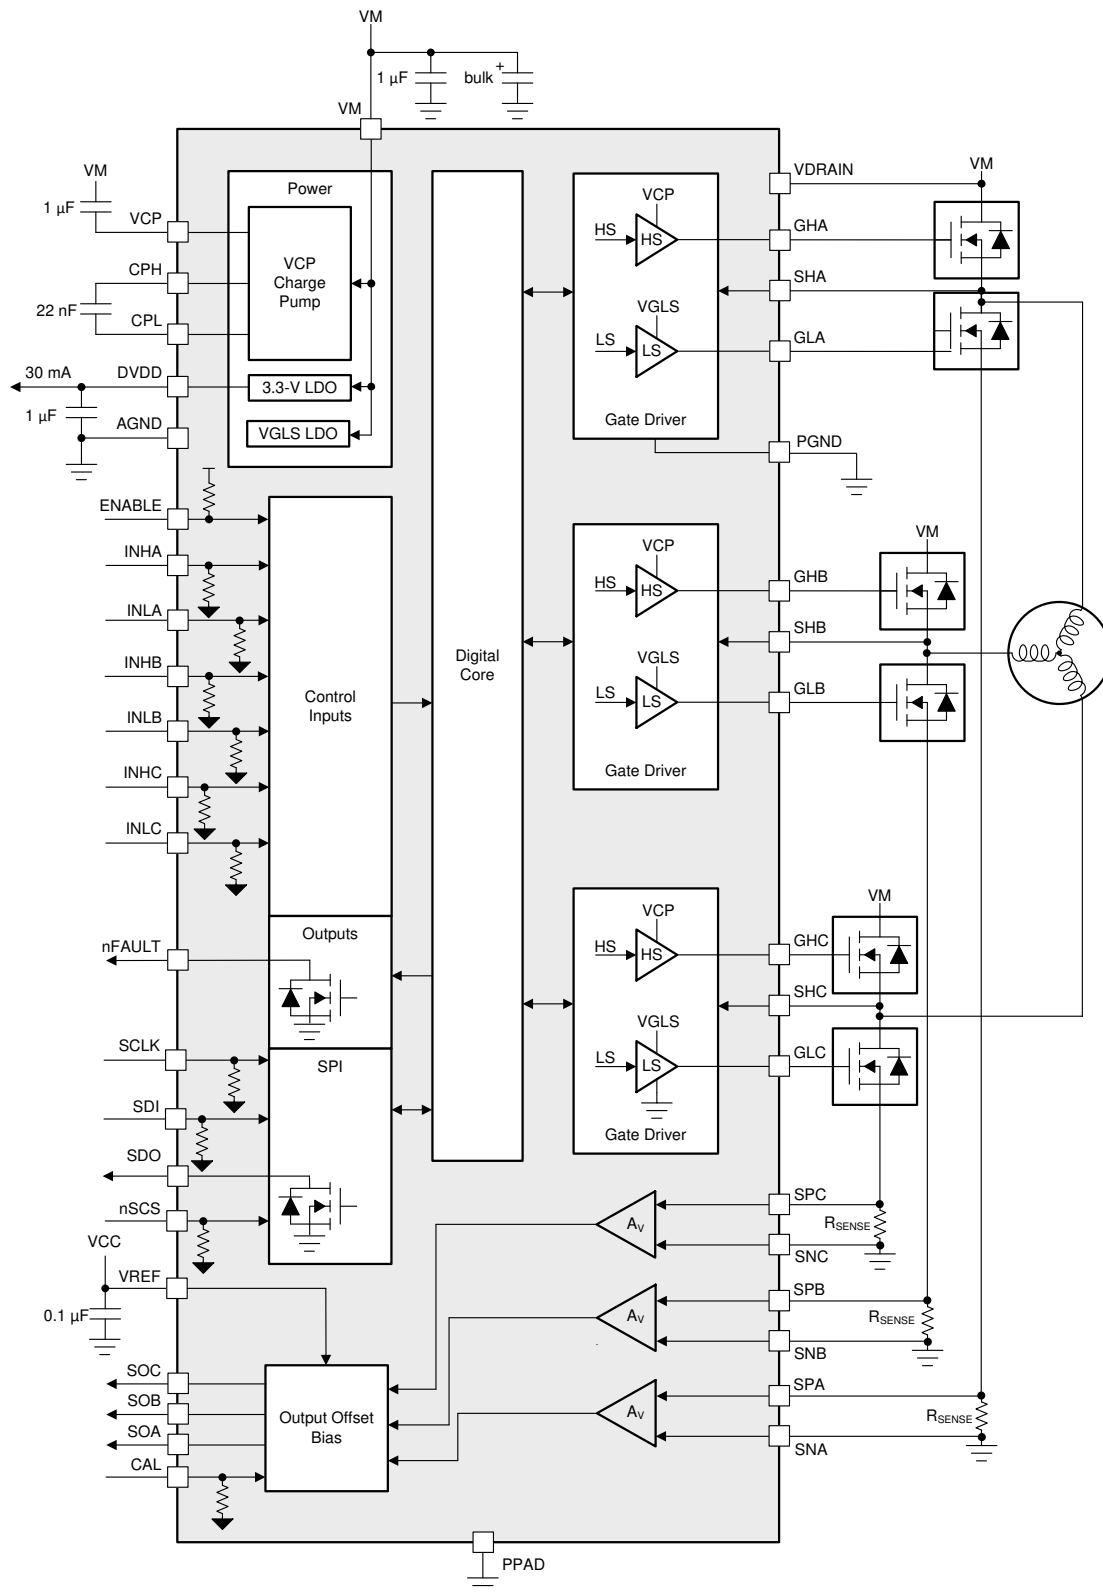 VM
1 µF
bulk
+
VM
VM
1 µF
VCP
CPH
22 nF
CPL
30 mA
DVDD
1 µF
AGND
Power
VCP
Charge
Pump
3.3-V LDO
VGLS LDO
ENABLE
INHA
INLA
INHB
INLB
INHC
INLC
Control
Inputs
nFAULT
Outputs
SCLK
SPI
SDI
SDO
nSCS
VCC
VREF
0.1 µF
SOC
SOB
SOA
CAL
Output Offset
Bias
Digital
Core
VCP
HS
HS
VGLS
LS
LS
Gate Driver
VCP
HS
HS
VGLS
LS
LS
Gate Driver
VCP
HS
HS
VGLS
LS
LS
Gate Driver
AV
AV
AV
VDRAIN
VM
GHA
SHA
GLA
PGND
VM
GHB
SHB
GLB
VM
GHC
SHC
GLC
SPC
RSENSE
SNC
SPB
RSENSE
SNB
SPA
RSENSE
SNA
PPAD